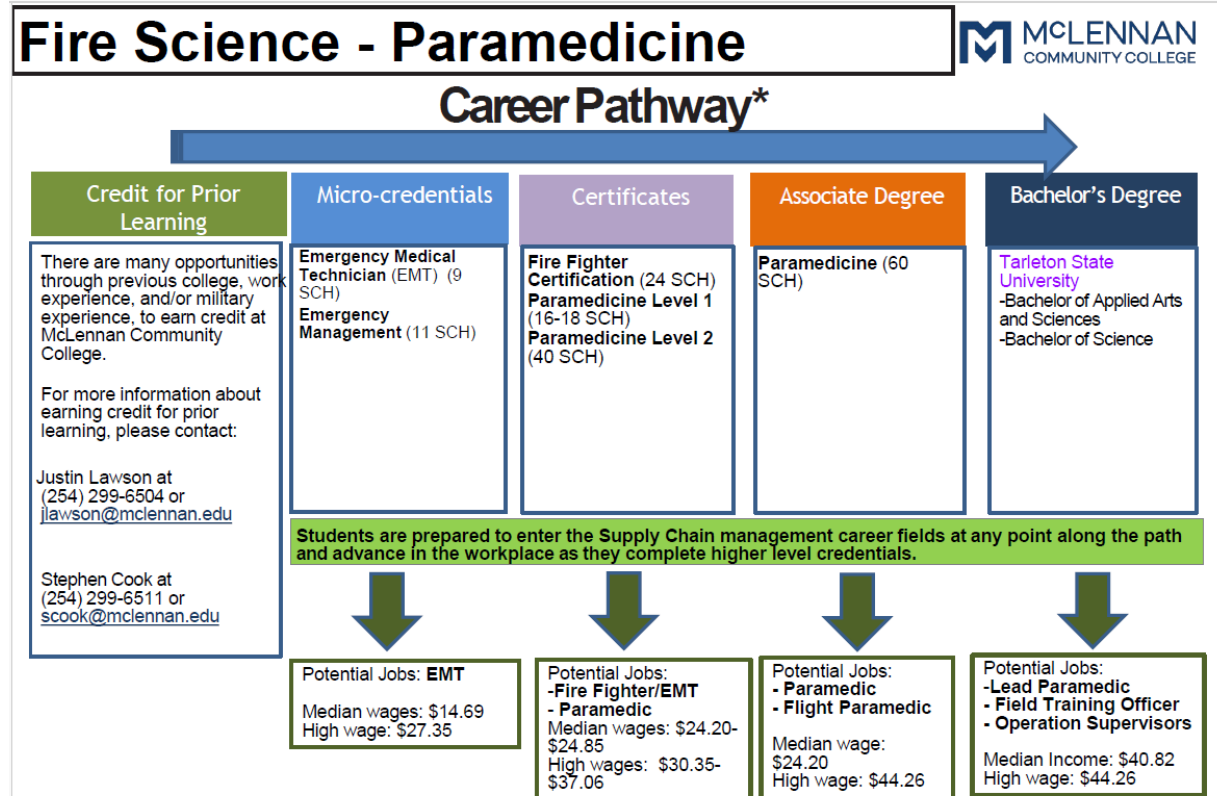 Fire Science - Paramedicine
MCLENNAN
COMMUNITY COLLEGE
Career Pathway*
Credit for Prior
Learning
There are many opportunities
through previous college, work
experience, and/or military
experience, to earn credit at
McLennan Community
College.
For more information about
earning credit for prior
learning, please contact:
Justin Lawson at
(254) 299-6504 or
jlawson@mclennan.edu
Stephen Cook at
(254) 299-6511 or
scook@mclennan.edu
Micro-credentials
Emergency Medical
Technician (EMT) (9
SCH)
Emergency
Management (11 SCH)
Certificates
Fire Fighter
Certification (24 SCH)
Paramedicine Level 1
(16-18 SCH)
Paramedicine Level 2
(40 SCH)
Associate Degree
Paramedicine (60
SCH)
Bachelor's Degree
Tarleton State
University
-Bachelor of Applied Arts
and Sciences
-Bachelor of Science
Students are prepared to enter the Supply Chain management career fields at any point along the path
and advance in the workplace as they complete higher level credentials.
Potential Jobs: EMT
Median wages: $14.69
High wage: $27.35
Potential Jobs:
-Fire Fighter/EMT
- Paramedic
Median wages: $24.20-
$24.85
High wages: $30.35-
$37.06
Potential Jobs:
- Paramedic
- Flight Paramedic
Median wage:
$24.20
High wage: $44.26
Potential Jobs:
-Lead Paramedic
- Field Training Officer
- Operation Supervisors
Median Income: $40.82
High wage: $44.26